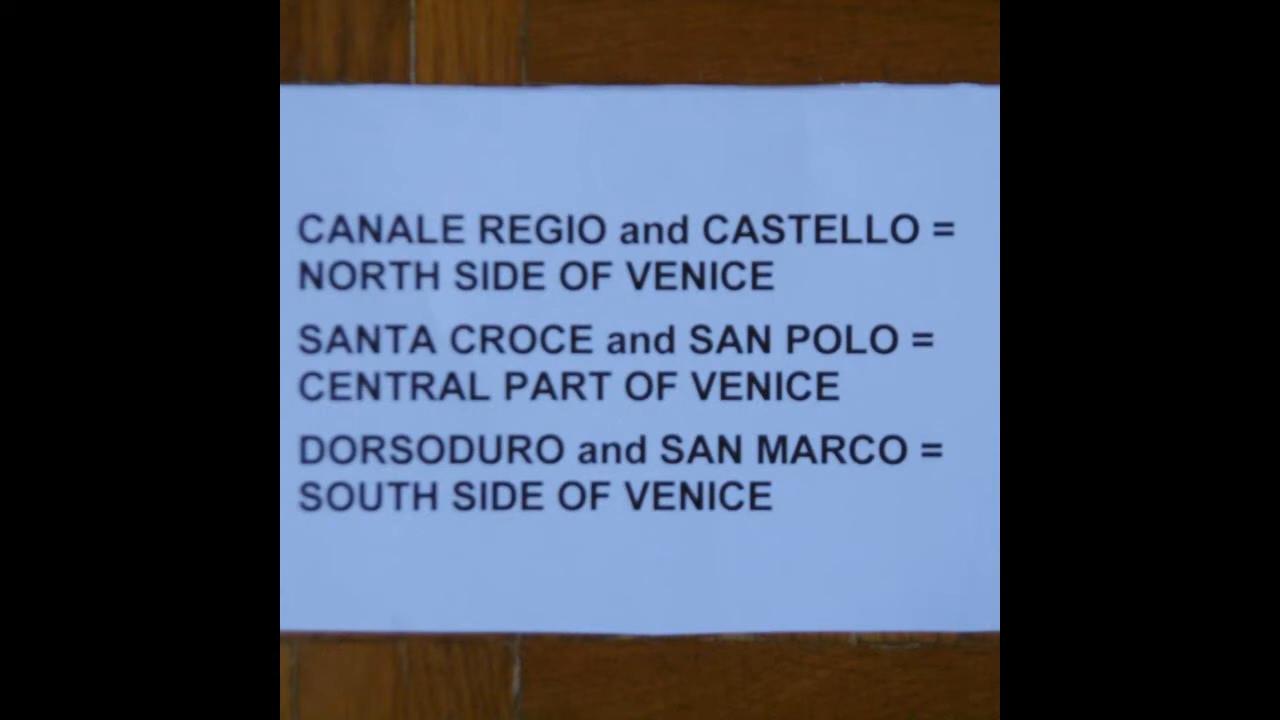 CANALE REGIO and CASTELLO =
NORTH SIDE OF VENICE
SANTA CROCE and SAN POLO =
CENTRAL PART OF VENICE
DORSODURO and SAN MARCO =
SOUTH SIDE OF VENICE